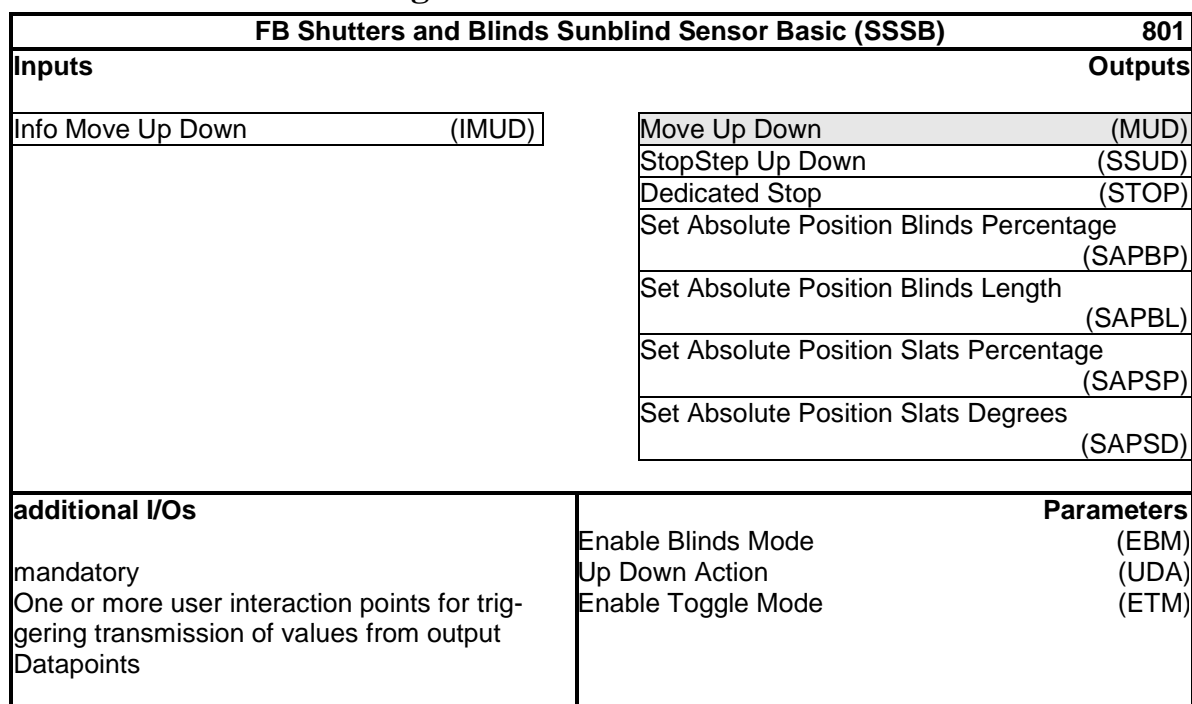 FB Shutters and Blinds Sunblind Sensor Basic (SSSB) 801
Inputs Outputs
Info Move Up Down (IMUD) Move Up Down (MUD)
StopStep Up Down (SSUD)
Dedicated Stop (STOP)
Set Absolute Position Blinds Percentage
(SAPBP)
Set Absolute Position Blinds Length
(SAPBL)
Set Absolute Position Slats Percentage
(SAPSP)
Set Absolute Position Slats Degrees
(SAPSD)
additional I/Os
mandatory
One or more user interaction points for trig-
gering transmission of values from output
Datapoints
Parameters
Enable Blinds Mode (EBM)
Up Down Action (UDA)
Enable Toggle Mode (ETM)